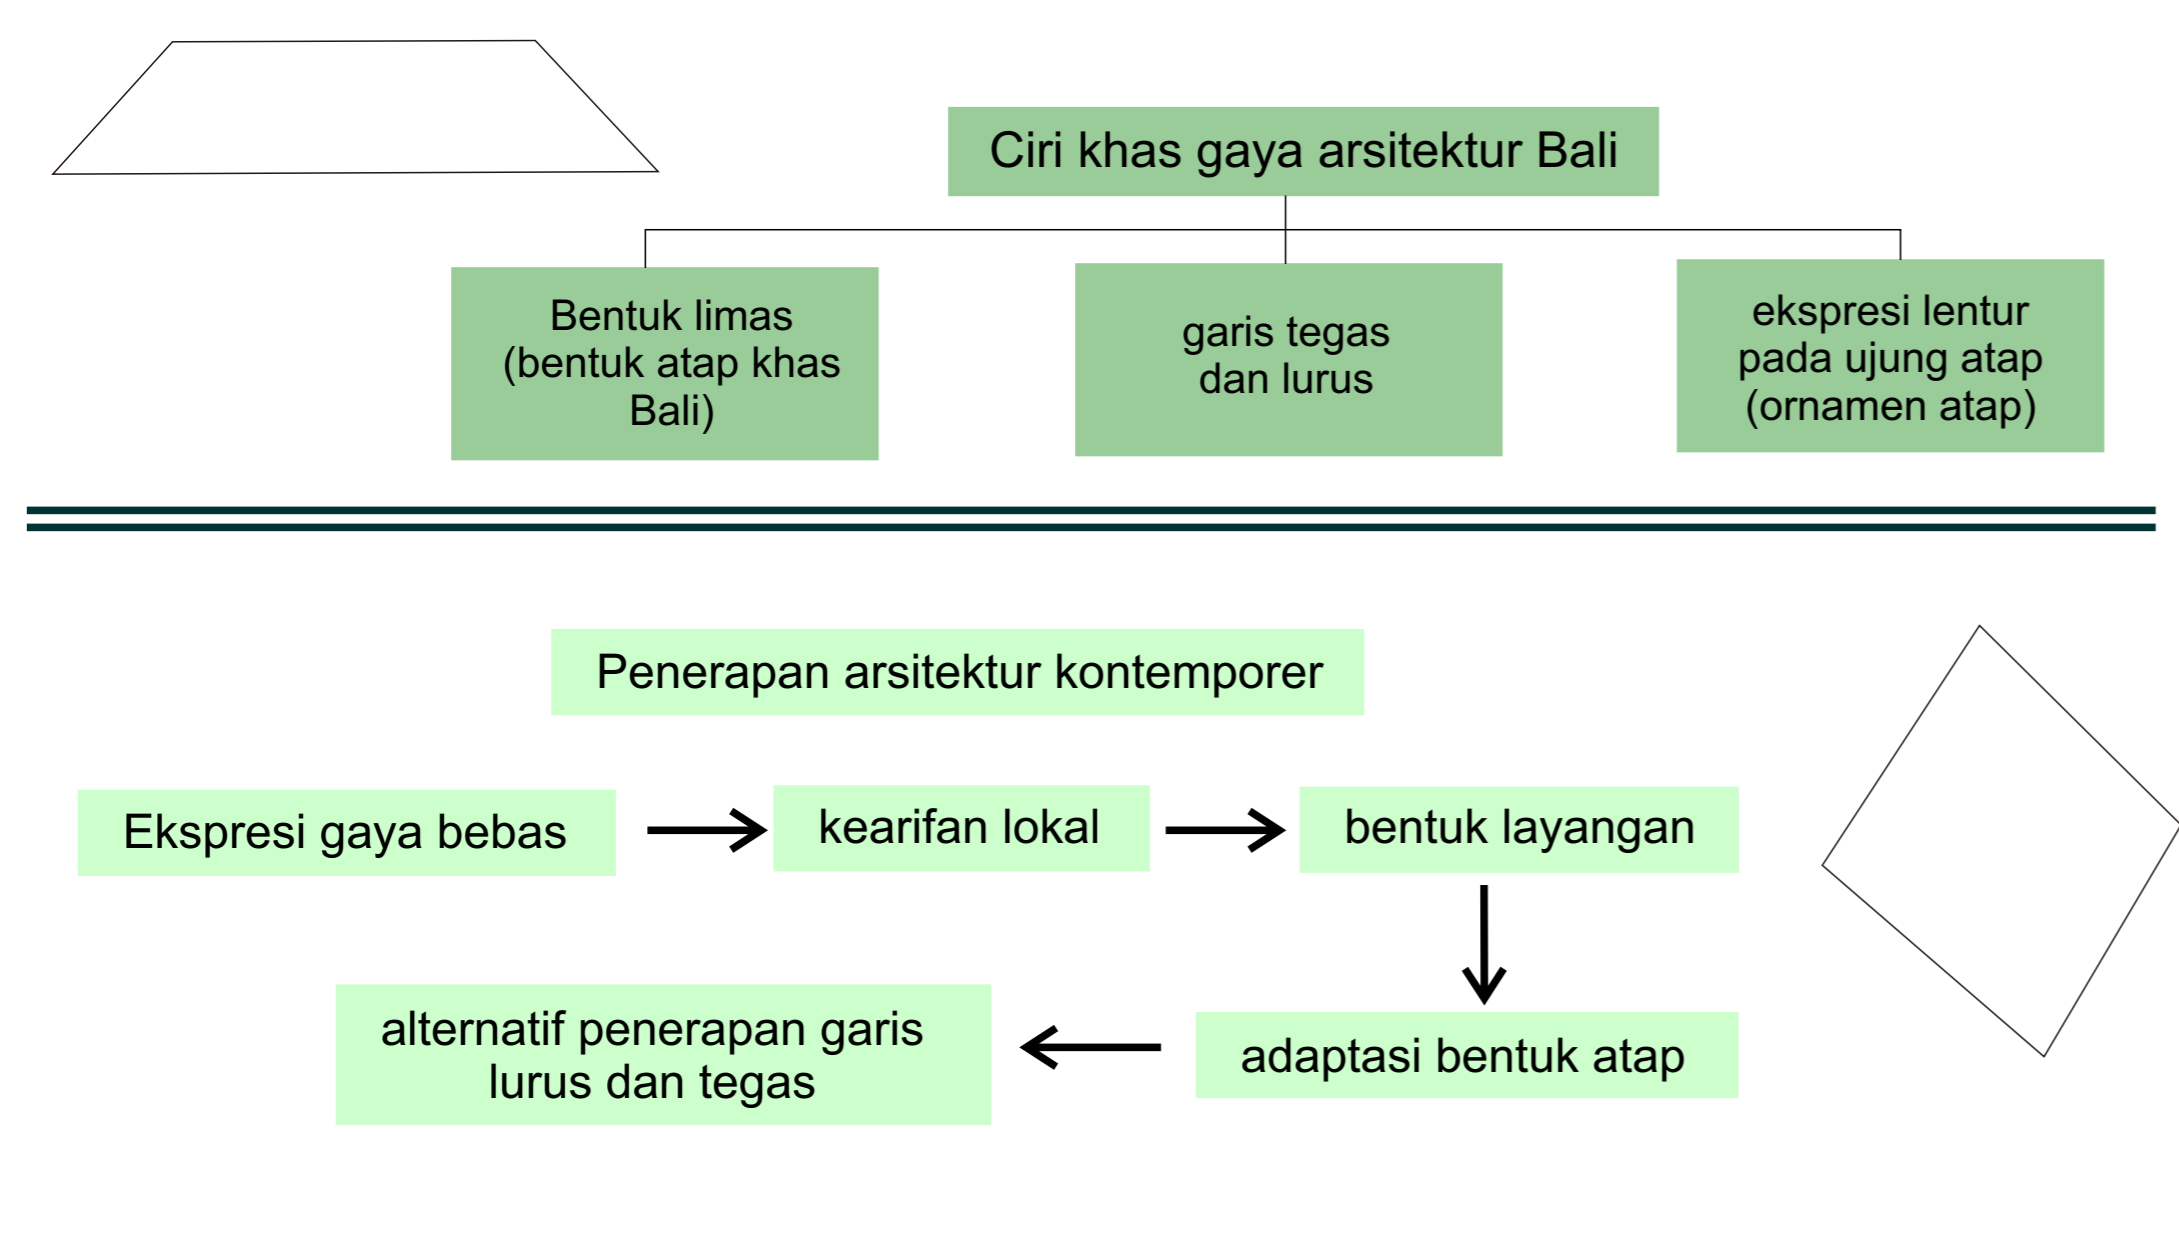 Ciri khas gaya arsitektur Bali
Bentuk limas
(bentuk atap khas
Bali)
garis tegas
dan lurus
ekspresi lentur
pada ujung atap
(ornamen atap)
Penerapan arsitektur kontemporer
Ekspresi gaya bebas
kearifan lokal
bentuk layangan
adaptasi bentuk atap
alternatif penerapan garis
lurus dan tegas